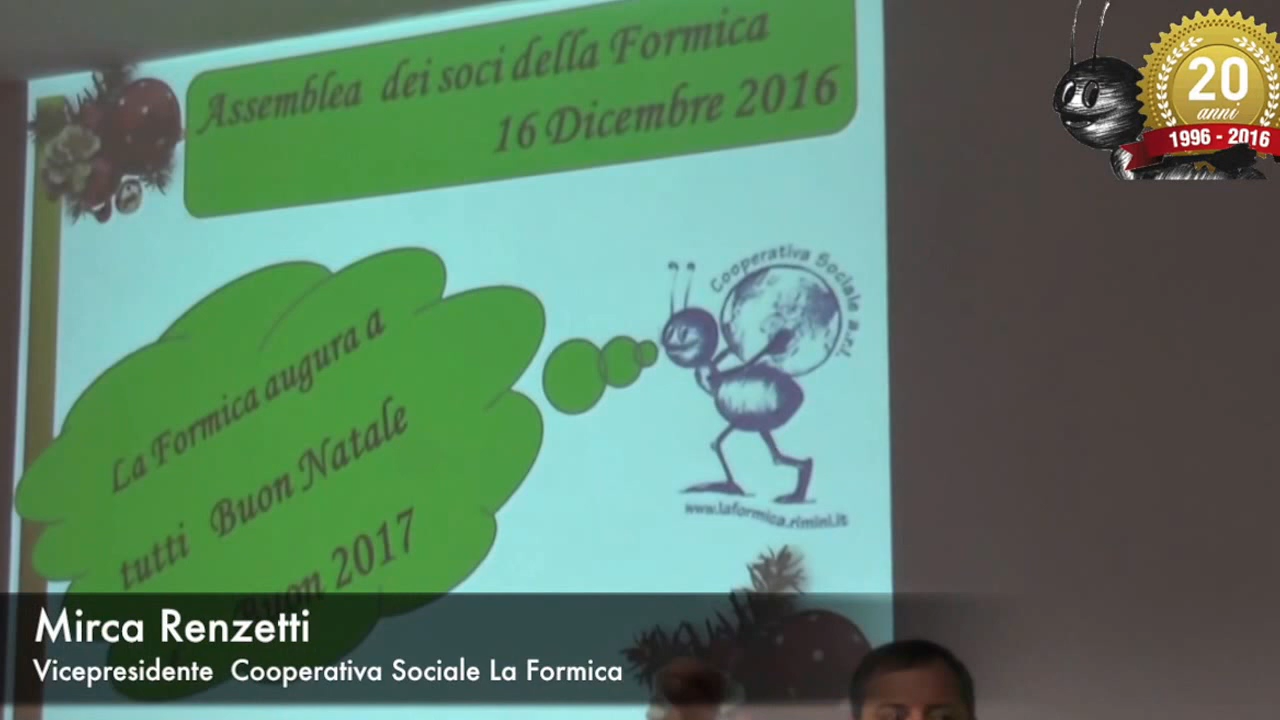 Assemblea dei soci della Formica
16 Dicembre 2016
20
anni
1996 - 2016
Cooperativa Sociale a.r.l.
La Formica augura a
tutti Buon Natale
Buon 2017
www.laformica.rimini.it
Mirca Renzetti
Vicepresidente Cooperativa Sociale La Formica